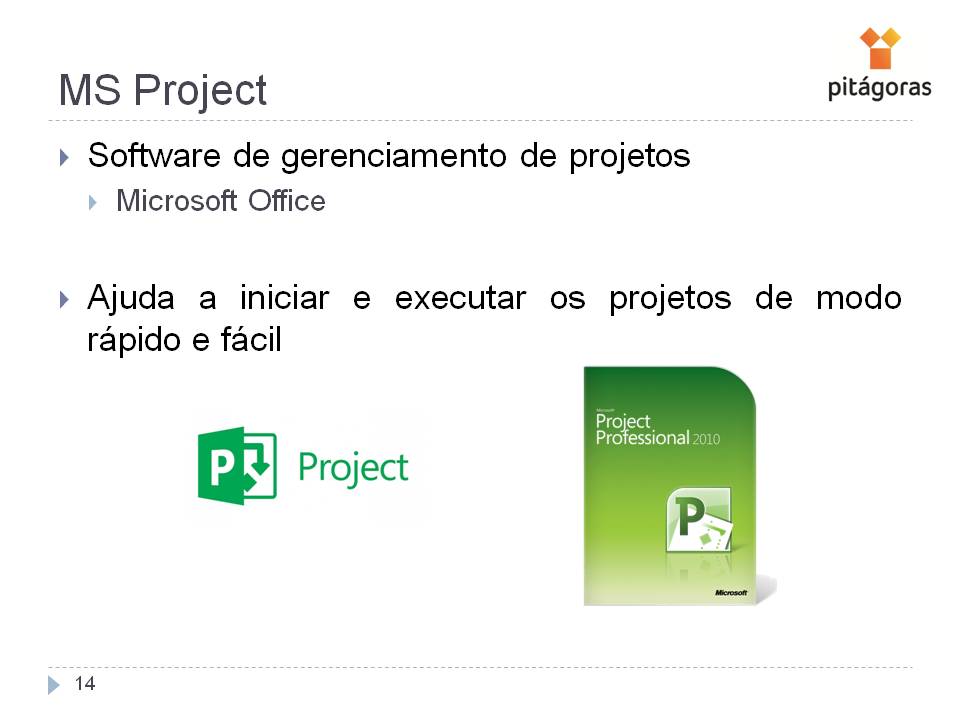 pitágoras
MS Project
Software de gerenciamento de projetos
Microsoft Office
Ajuda a iniciar e executar os projetos de modo
rápido e fácil
P Project
Microsoft
Project
Professional 2010
P
Microsoft
14